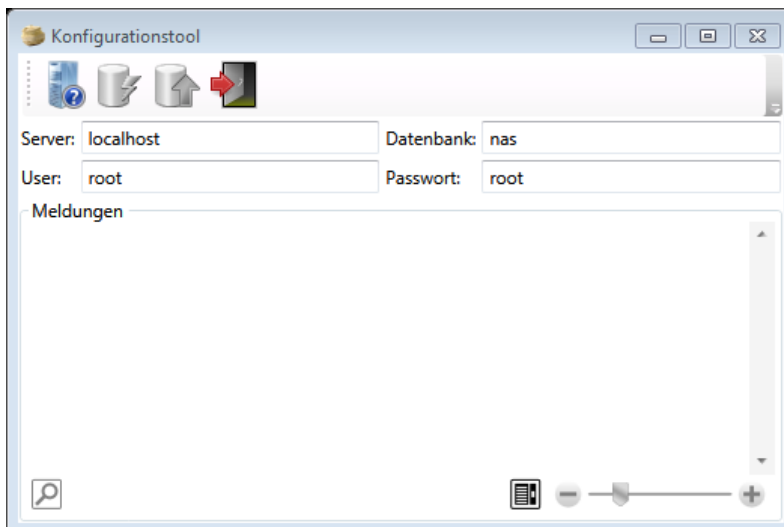 Konfigurationstool
Server: localhost Datenbank: nas
User: root Passwort: root
Meldungen